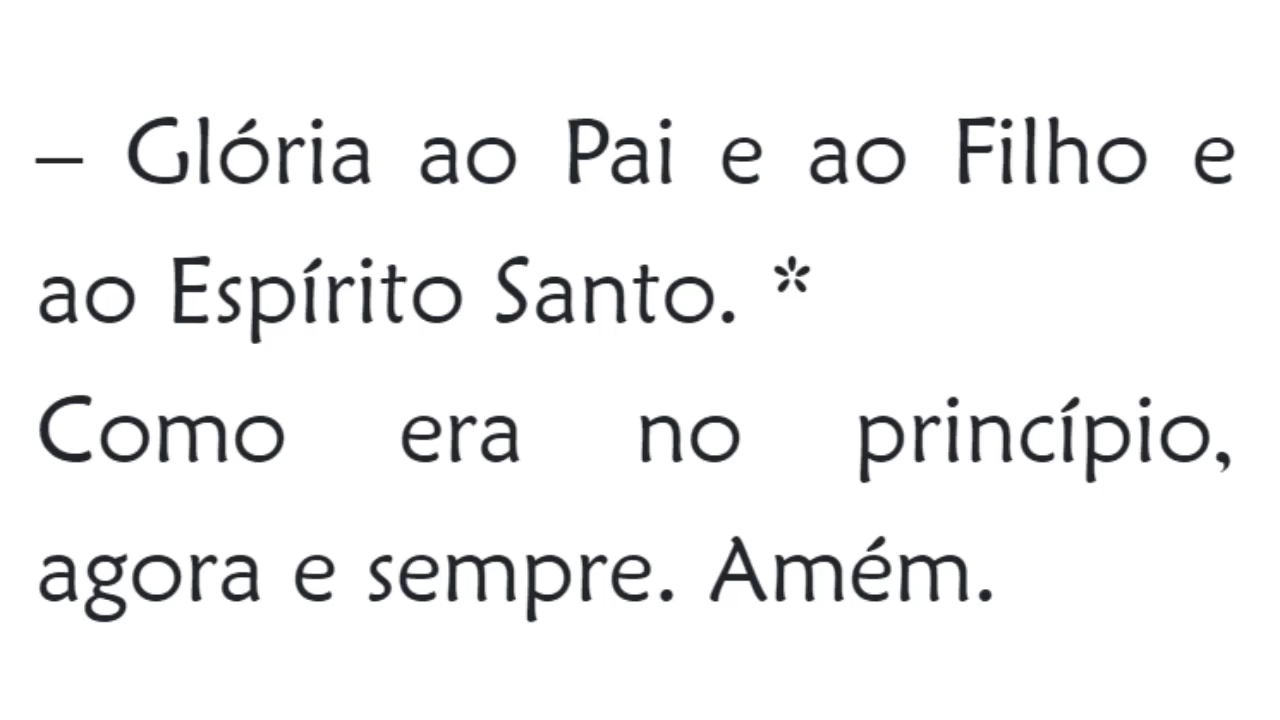 – Glória ao Pai e ao Filho e
ao Espírito Santo. *
Como era no princípio,
agora e sempre. Amém.